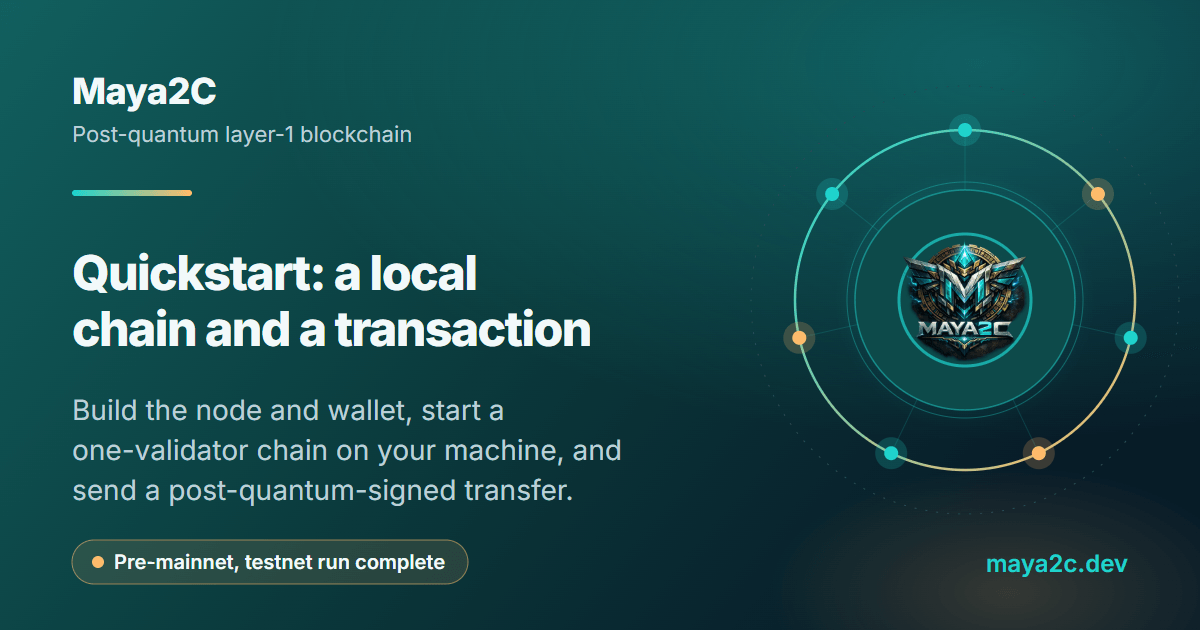 Maya2C
Post-quantum layer-1 blockchain
Quickstart: a local
chain and a transaction
Build the node and wallet, start a
one-validator chain on your machine, and
send a post-quantum-signed transfer.
Pre-mainnet, testnet run complete
MAYA2C
maya2c.dev